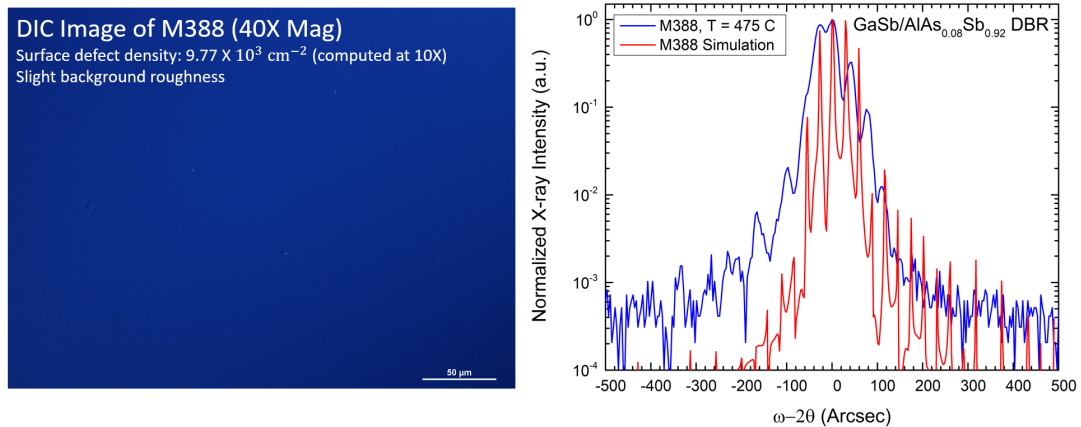 DIC Image of M388 (40X Mag)
Surface defect density: 9.77 X 10³ cm⁻² (computed at 10X)
Slight background roughness
50 μm
M388, T = 475 C
M388 Simulation
GaSb/AlAs₀.₀₈Sb₀.₉₂ DBR
Normalized X-ray Intensity (a.u.)
10⁰
10⁻¹
10⁻²
10⁻³
10⁻⁴
-500 -400 -300 -200 -100 0 100 200 300 400 500
ω−2θ (Arcsec)